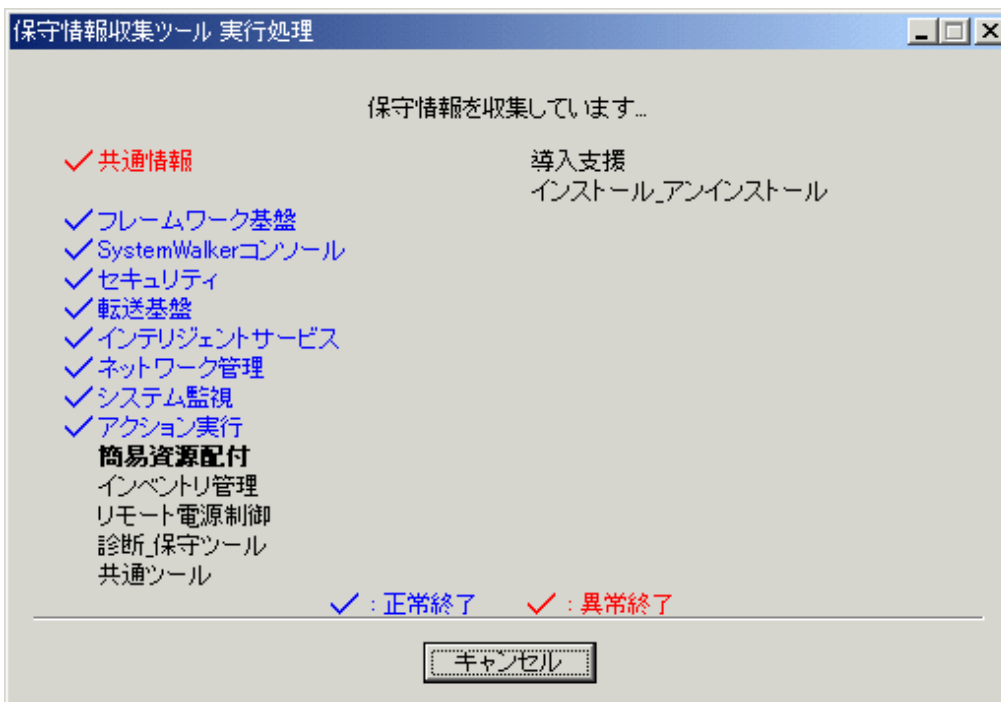 保守情報収集ツール 実行処理
保守情報を収集しています...
共通情報
フレームワーク基盤
SystemWalkerコンソール
セキュリティ
転送基盤
インテリジェントサービス
ネットワーク管理
システム監視
アクション実行
簡易資源配付
インベントリ管理
リモート電源制御
診断_保守ツール
共通ツール
導入支援
インストール_アンインストール
：正常終了 ：異常終了
キャンセル